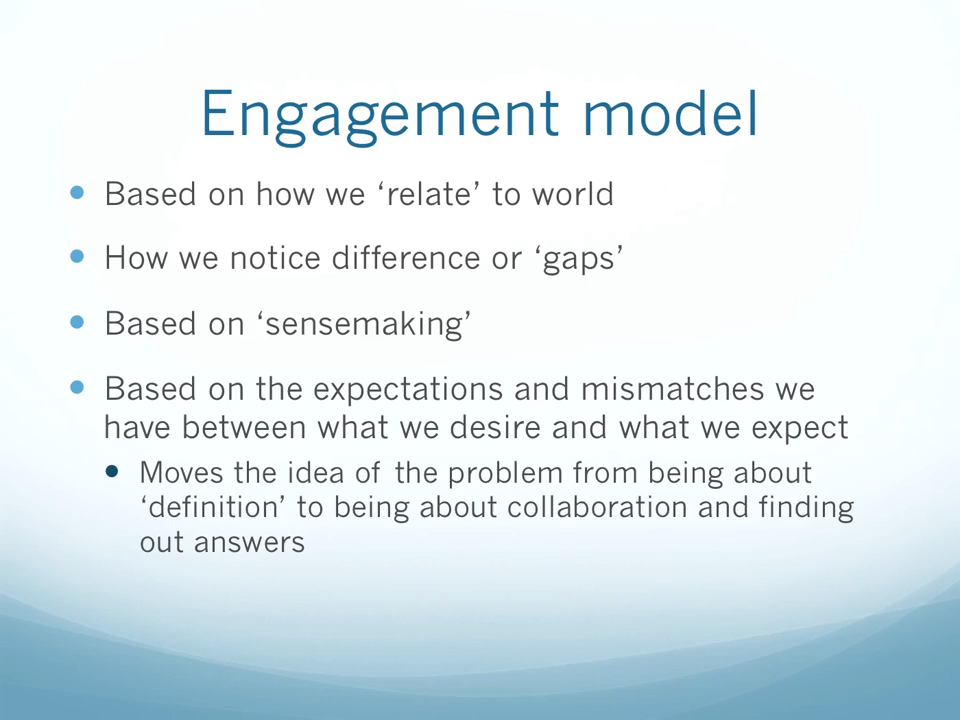 Engagement model
• Based on how we ‘relate’ to world
• How we notice difference or ‘gaps’
• Based on ‘sensemaking’
• Based on the expectations and mismatches we
have between what we desire and what we expect
• Moves the idea of the problem from being about
‘definition’ to being about collaboration and finding
out answers